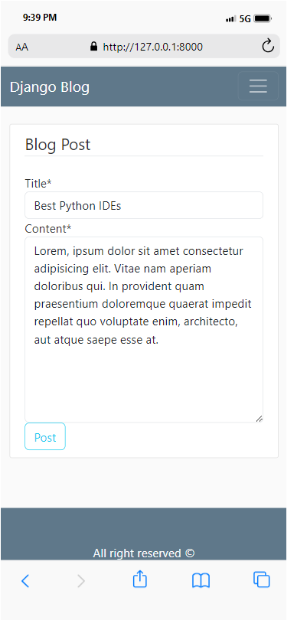 9:39 PM
5G
AA
http://127.0.0.1:8000
Django Blog
Blog Post
Title*
Best Python IDEs
Content*
Lorem, ipsum dolor sit amet consectetur
adipisicing elit. Vitae nam aperiam
doloribus qui. In provident quam
praesentium doloremque quaerat impedit
repellat quo voluptate enim, architecto,
aut atque saepe esse at.
Post
All right reserved ©